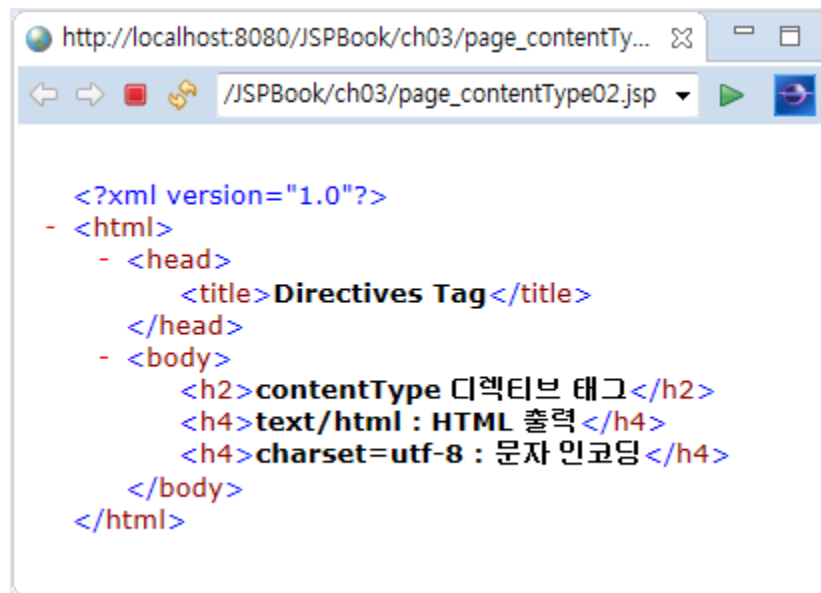 http://localhost:8080/JSPBook/ch03/page_contentTy...
/JSPBook/ch03/page_contentType02.jsp
<?xml version="1.0"?>
- <html>
- <head>
<title>Directives Tag</title>
</head>
- <body>
<h2>contentType 디렉티브 태그</h2>
<h4>text/html : HTML 출력</h4>
<h4>charset=utf-8 : 문자 인코딩</h4>
</body>
</html>